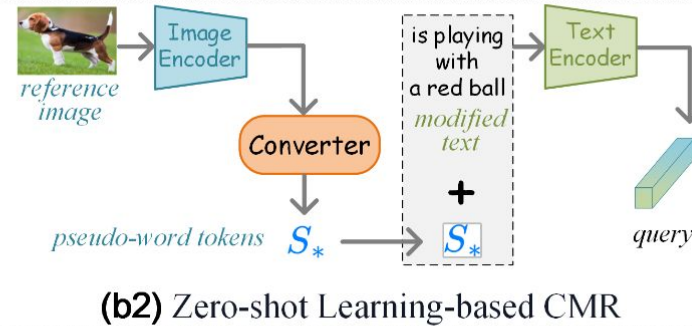 Image
Encoder
reference
image
Converter
pseudo-word tokens
S*
is playing
with
a red ball
modified
text
+
S*
Text
Encoder
query
(b2) Zero-shot Learning-based CMR